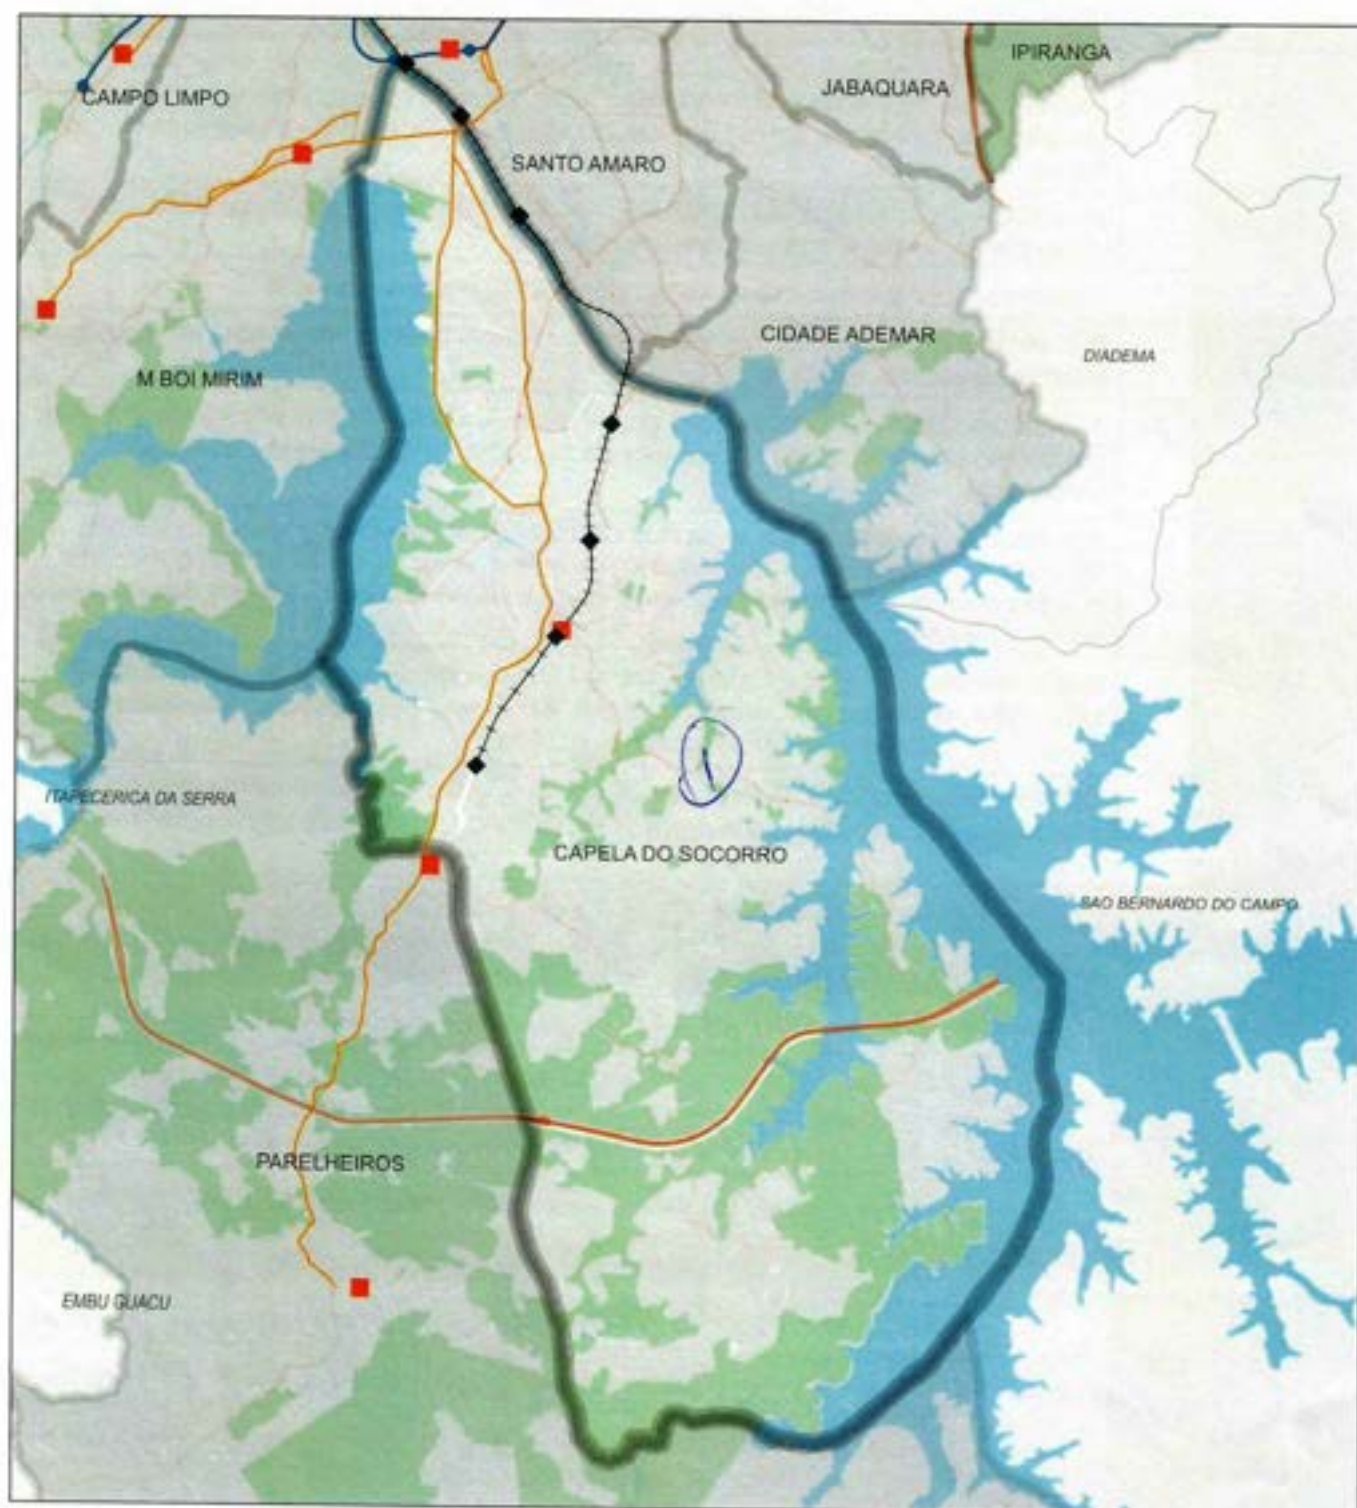 IPIRANGA
JABAQUARA
CAMPO LIMPO
SANTO AMARO
CIDADE ADEMAR
DIADEMA
M BOI MIRIM
ITAPECERICA DA SERRA
CAPELA DO SOCORRO
SAO BERNARDO DO CAMPO
PARELHEIROS
EMBU GUACU